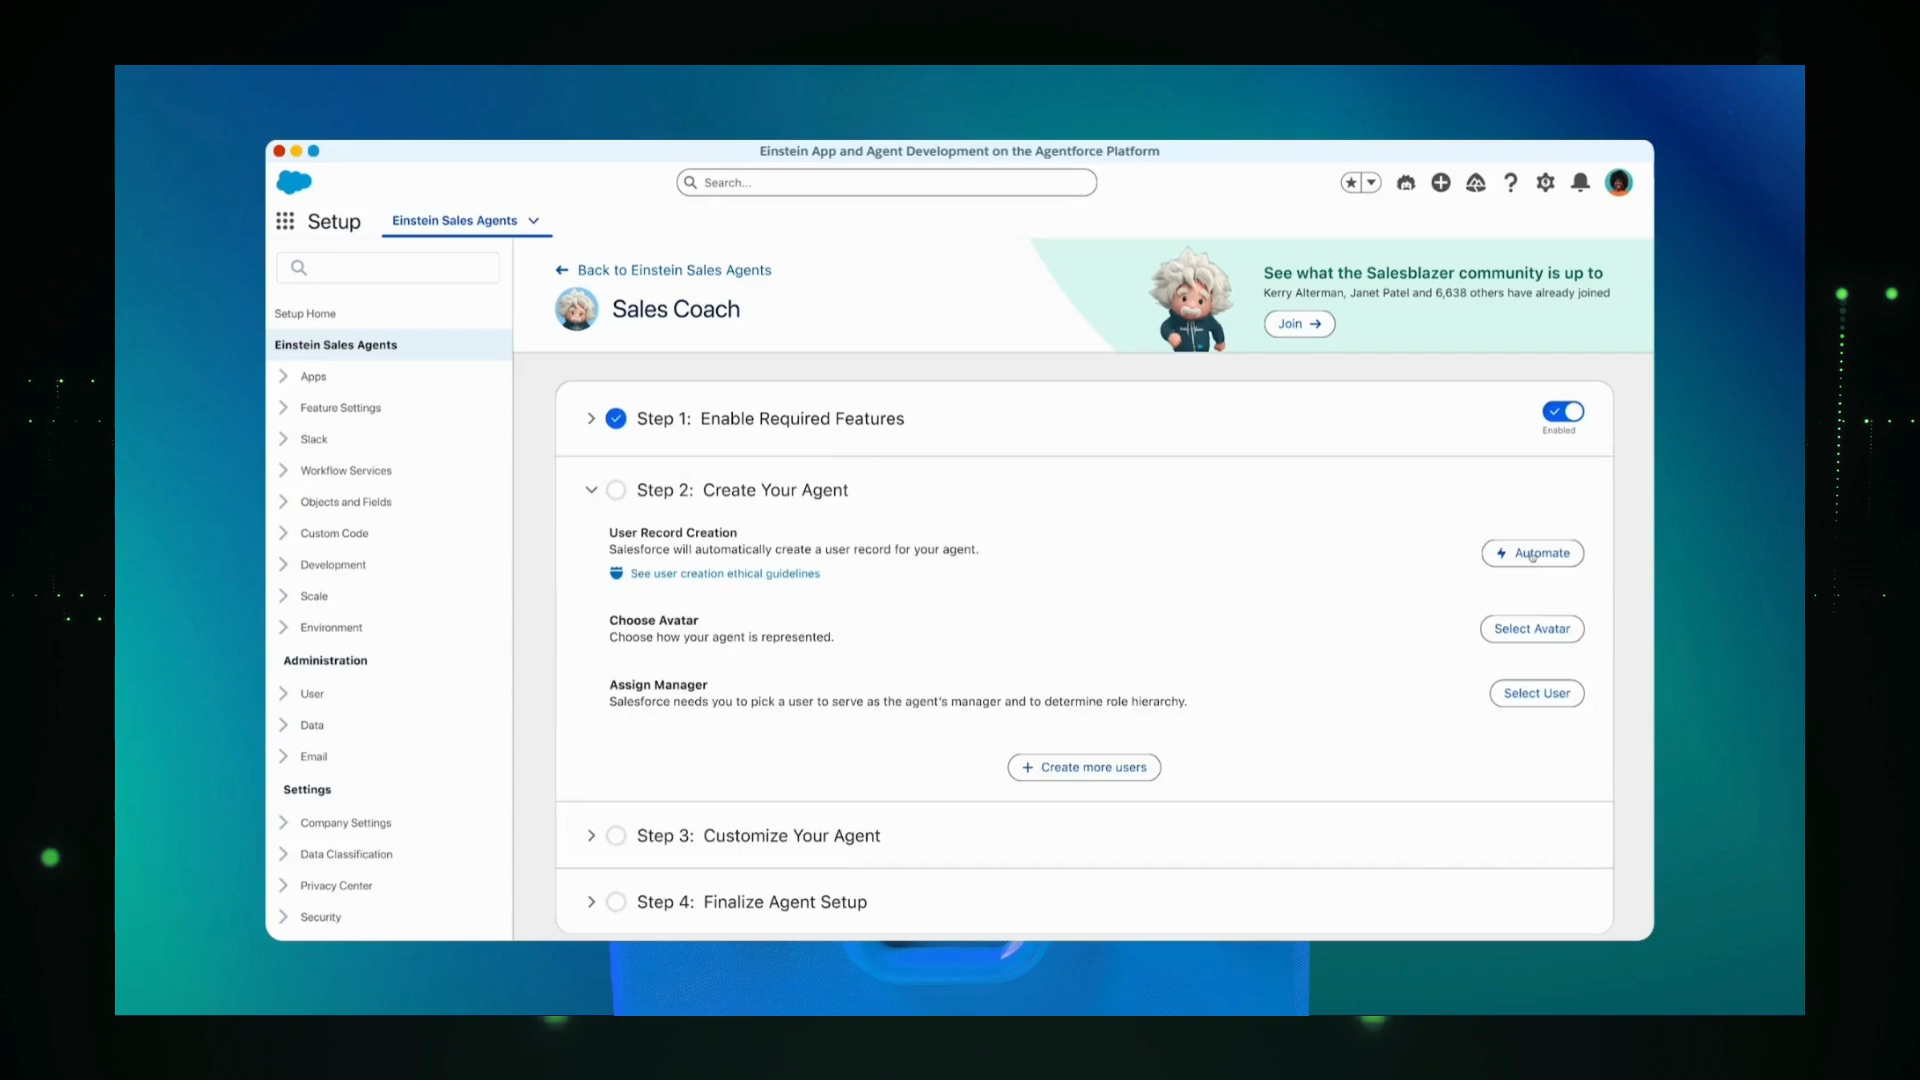 Einstein App and Agent Development on the Agentforce Platform
Search...
Setup
Einstein Sales Agents
Setup Home
Einstein Sales Agents
Apps
Feature Settings
Slack
Workflow Services
Objects and Fields
Custom Code
Development
Scale
Environment
Administration
User
Data
Email
Settings
Company Settings
Data Classification
Privacy Center
Security
Back to Einstein Sales Agents
Sales Coach
See what the Salesblazer community is up to
Kerry Alterman, Janet Patel and 6,638 others have already joined
Join
Step 1: Enable Required Features
Enabled
Step 2: Create Your Agent
User Record Creation
Salesforce will automatically create a user record for your agent.
See user creation ethical guidelines
Automate
Choose Avatar
Choose how your agent is represented.
Select Avatar
Assign Manager
Salesforce needs you to pick a user to serve as the agent's manager and to determine role hierarchy.
Select User
+ Create more users
Step 3: Customize Your Agent
Step 4: Finalize Agent Setup